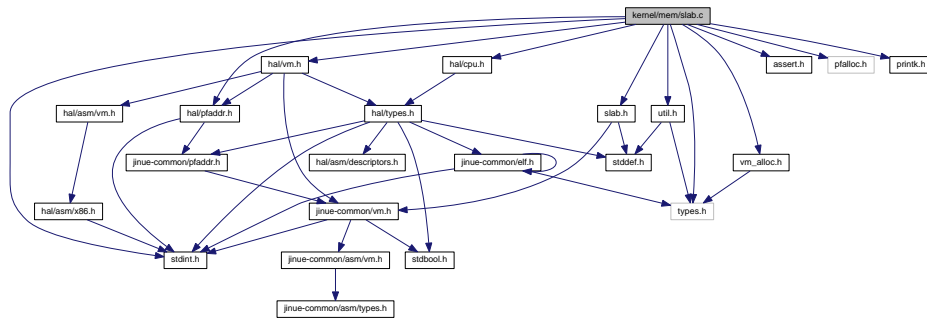 kernel/mem/slab.c
hal/vm.h
hal/cpu.h
assert.h
pfalloc.h
printk.h
hal/asm/vm.h
hal/pfaddr.h
hal/types.h
slab.h
util.h
jinue-common/pfaddr.h
hal/asm/descriptors.h
jinue-common/elf.h
stddef.h
vm_alloc.h
hal/asm/x86.h
jinue-common/vm.h
types.h
stdint.h
jinue-common/asm/vm.h
stdbool.h
jinue-common/asm/types.h